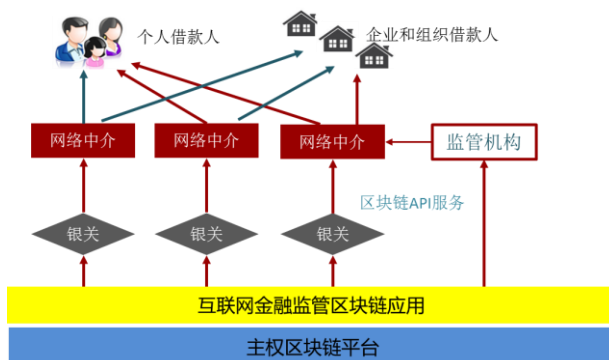 个人借款人
企业和组织借款人
网络中介
网络中介
网络中介
监管机构
区块链API服务
银关
银关
银关
互联网金融监管区块链应用
主权区块链平台